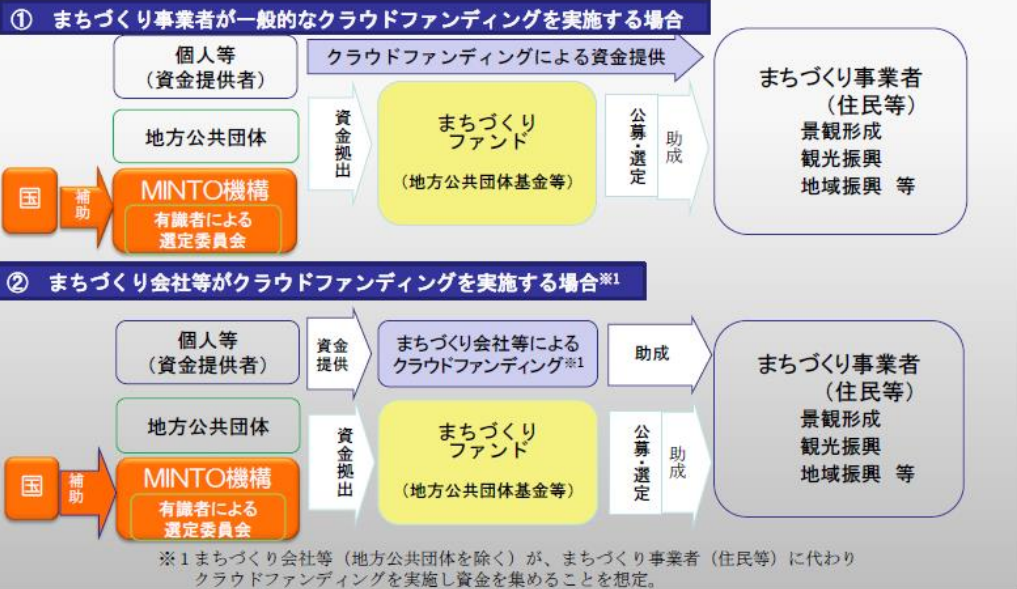 ① まちづくり事業者が一般的なクラウドファンディングを実施する場合
個人等
（資金提供者）
クラウドファンディングによる資金提供
地方公共団体
国
補助
MINTO機構
有識者による
選定委員会
資金拠出
まちづくり
ファンド
（地方公共団体基金等）
公募・選定
助成
まちづくり事業者
（住民等）
景観形成
観光振興
地域振興 等
② まちづくり会社等がクラウドファンディングを実施する場合※1
個人等
（資金提供者）
資金
提供
まちづくり会社等による
クラウドファンディング※1
助成
地方公共団体
国
補助
MINTO機構
有識者による
選定委員会
資金拠出
まちづくり
ファンド
（地方公共団体基金等）
公募・選定
助成
まちづくり事業者
（住民等）
景観形成
観光振興
地域振興 等
※１まちづくり会社等（地方公共団体を除く）が、まちづくり事業者（住民等）に代わり
クラウドファンディングを実施し資金を集めることを想定。